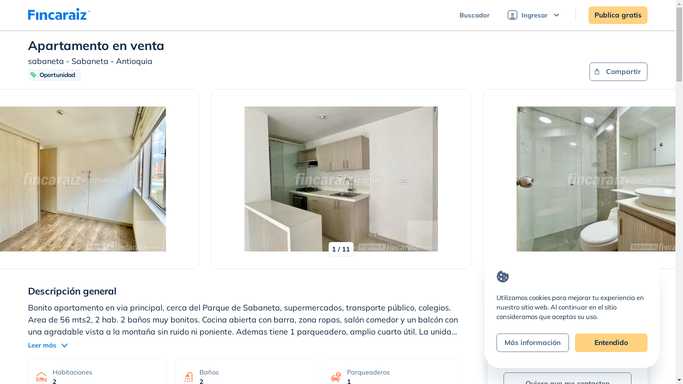 Fincaraiz
Buscador
Ingresar
Publica gratis
Apartamento en venta
sabaneta - Sabaneta - Antioquia
Oportunidad
Compartir
fincaraiz
fincaraiz
fincaraiz
1 / 11
Descripción general
Bonito apartamento en via principal, cerca del Parque de Sabaneta, supermercados, transporte público, colegios.
Area de 56 mts2, 2 hab. 2 baños muy bonitos. Cocina abierta con barra, zona ropas, salón comedor y un balcón con
una agradable vista a lo montaña sin ruido ni poniente. Ademas tiene 1 parqueadero, amplio cuarto útil. La unida...
Leer más
Habitaciones
2
Baños
2
Parqueaderos
1
Utilizamos cookies para mejorar tu experiencia en
nuestro sitio web. Al continuar en el sitio
consideramos que aceptas su uso.
Más información
Entendido
Quiero que me contacten